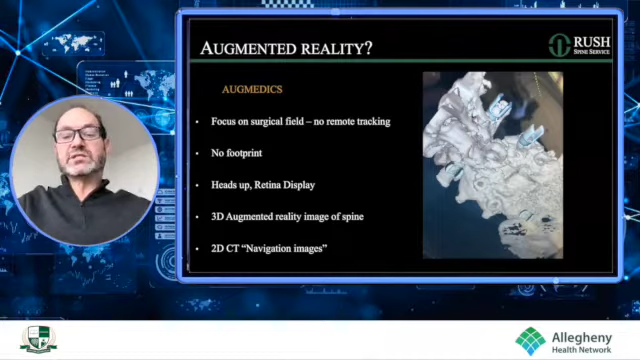 AUGMENTED REALITY?
RUSH
SPINE SERVICE
AUGMEDICS
• Focus on surgical field – no remote tracking
• No footprint
• Heads up, Retina Display
• 3D Augmented reality image of spine
• 2D CT “Navigation images”
Allegheny
Health Network